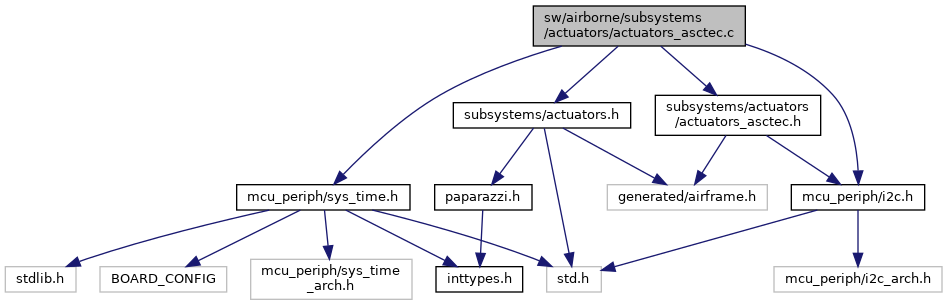 sw/airborne/subsystems
/actuators/actuators_asctec.c
subsystems/actuators.h
subsystems/actuators
/actuators_asctec.h
mcu_periph/sys_time.h
paparazzi.h
generated/airframe.h
mcu_periph/i2c.h
stdlib.h
BOARD_CONFIG
mcu_periph/sys_time
_arch.h
inttypes.h
std.h
mcu_periph/i2c_arch.h